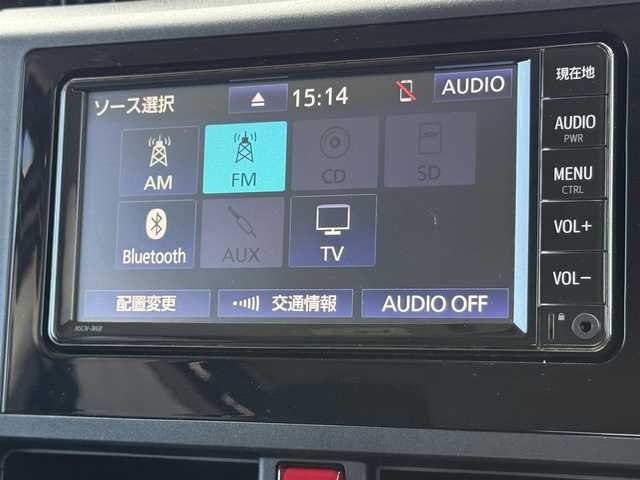 ソース選択
15:14
AUDIO
AM
FM
CD
SD
Bluetooth
AUX
TV
配置変更
交通情報
AUDIO OFF
現在地
AUDIO
PWR
MENU
CTRL
VOL+
VOL−